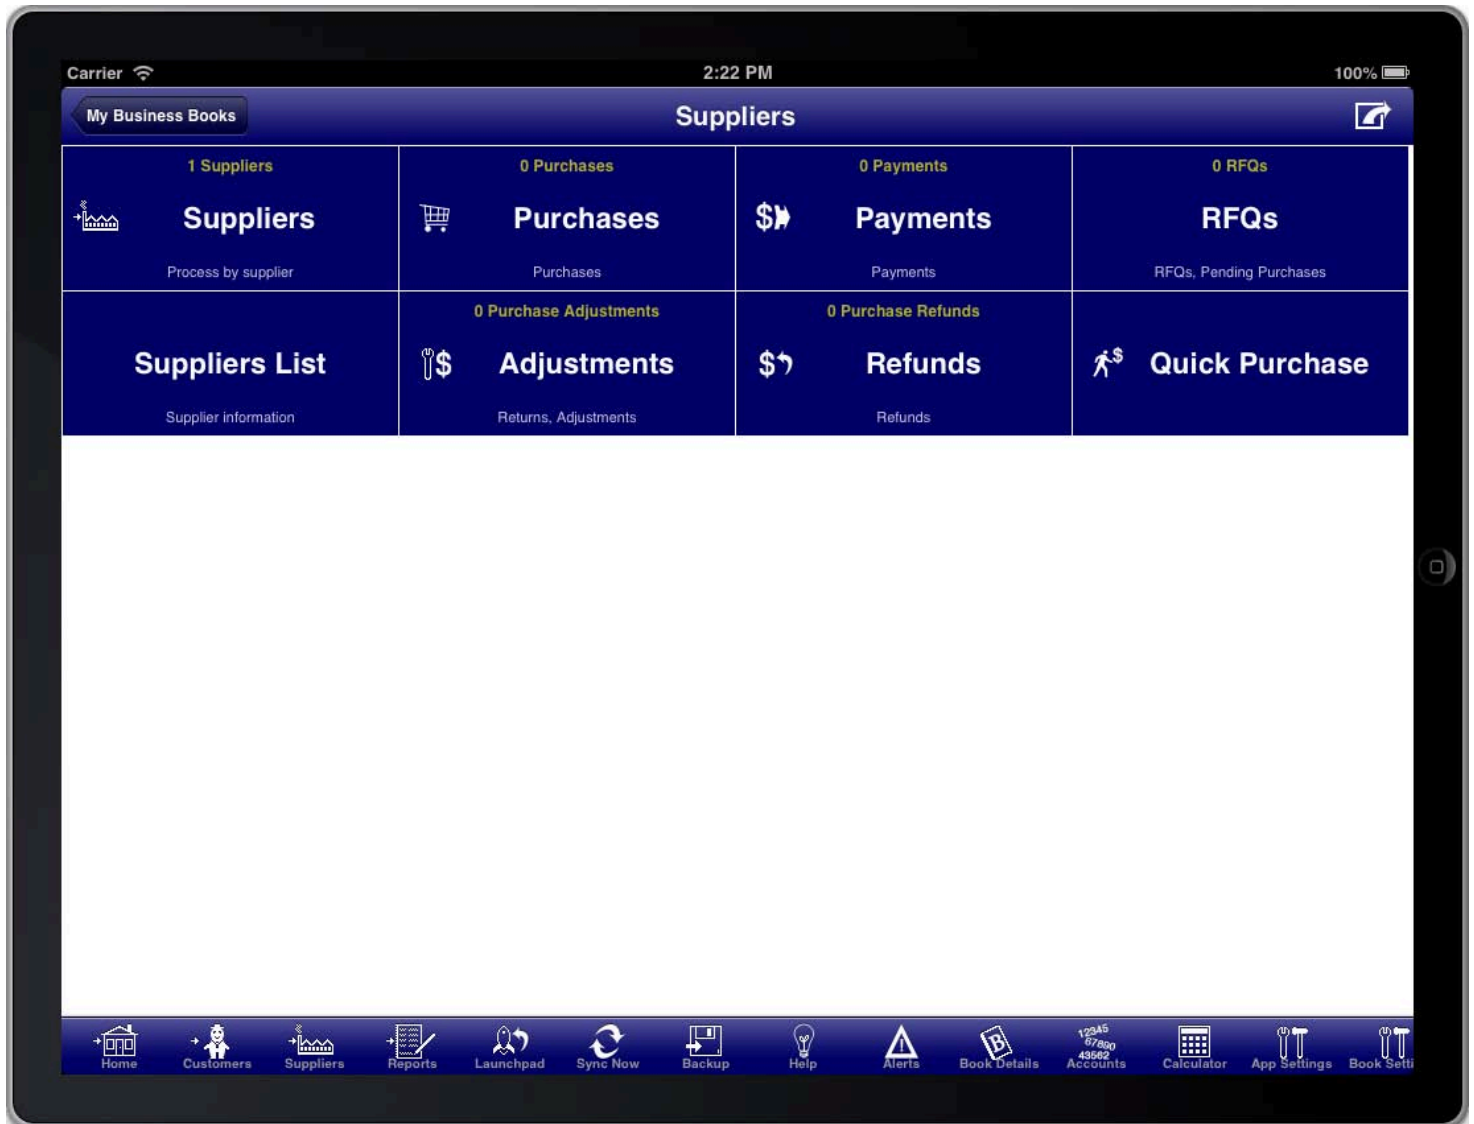 Carrier 2:22 PM 100%
My Business Books Suppliers
1 Suppliers 0 Purchases 0 Payments 0 RFQs
Suppliers Purchases $ Payments RFQs
Process by supplier Purchases Payments RFQs, Pending Purchases
0 Purchase Adjustments 0 Purchase Refunds
Suppliers List $ Adjustments $ Refunds $ Quick Purchase
Supplier information Returns, Adjustments Refunds
12345
67890
43562
Home Customers Suppliers Reports Launchpad Sync Now Backup Help Alerts Book Details Accounts Calculator App Settings Book Setti